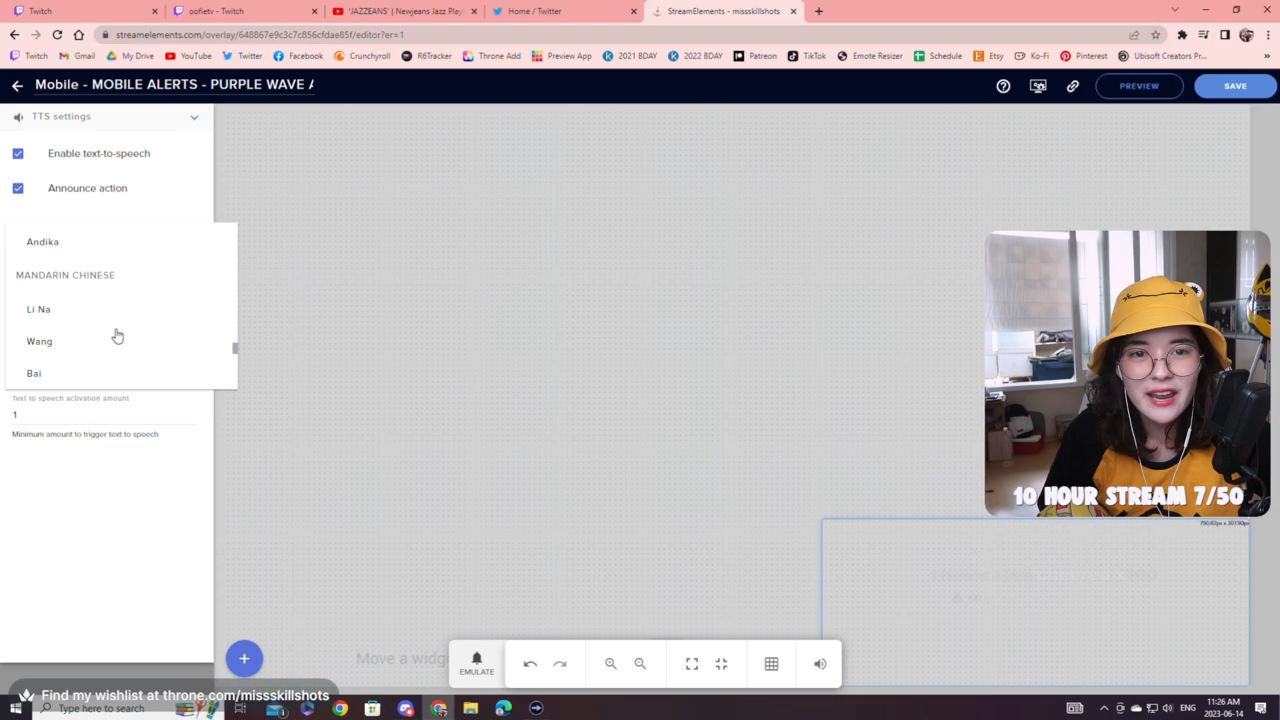 Twitch
oofietv - Twitch
'JAZZEANS' | Newjeans Jazz Play
Home / Twitter
StreamElements - missskillshots
streamelements.com/overlay/648867e9c3c7c856cfdae85f/editor?er=1
Twitch
Gmail
My Drive
YouTube
Twitter
Facebook
Crunchyroll
R6Tracker
Throne Add
Preview App
2021 BDAY
2022 BDAY
Patreon
TikTok
Emote Resizer
Schedule
Etsy
Ko-Fi
Pinterest
Ubisoft Creators Pr...
Mobile - MOBILE ALERTS - PURPLE WAVE A
PREVIEW
SAVE
TTS settings
Enable text-to-speech
Announce action
Andika
MANDARIN CHINESE
Li Na
Wang
Bai
Text to speech activation amount
1
Minimum amount to trigger text to speech
10 HOUR STREAM 7/50
Move a widge
EMULATE
Find my wishlist at throne.com/missskillshots
Type here to search
ENG
11:26 AM
2023-06-14